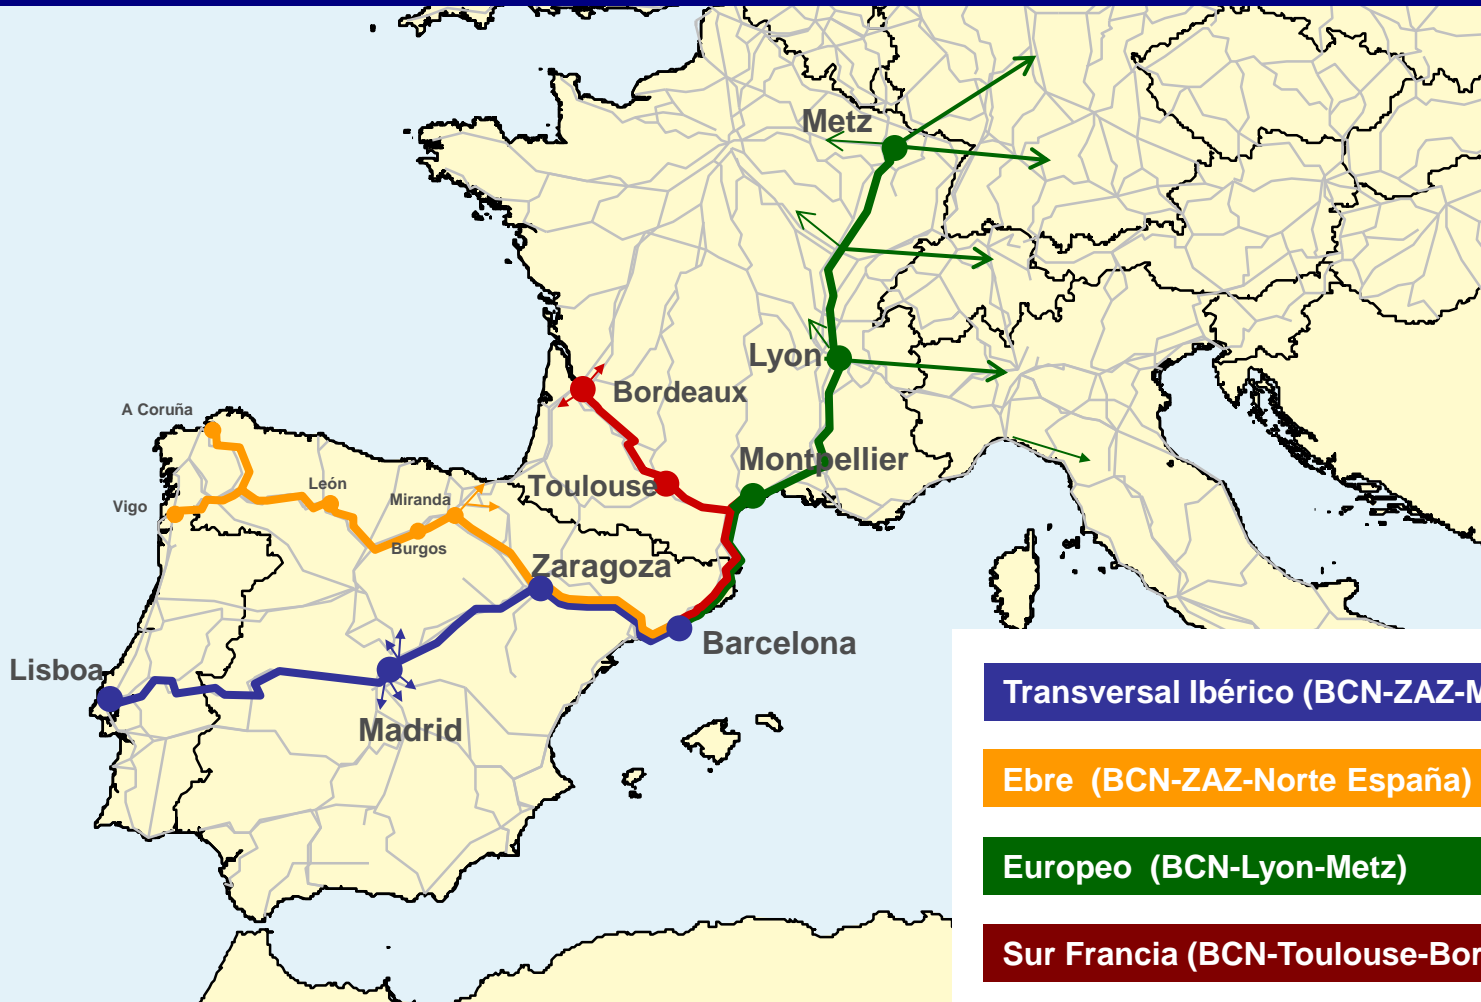 Metz
Lyon
Bordeaux
Montpellier
Toulouse
A Coruña
León
Miranda
Vigo
Burgos
Zaragoza
Barcelona
Lisboa
Madrid
Transversal Ibérico (BCN-ZAZ-M
Ebre (BCN-ZAZ-Norte España)
Europeo (BCN-Lyon-Metz)
Sur Francia (BCN-Toulouse-Bor